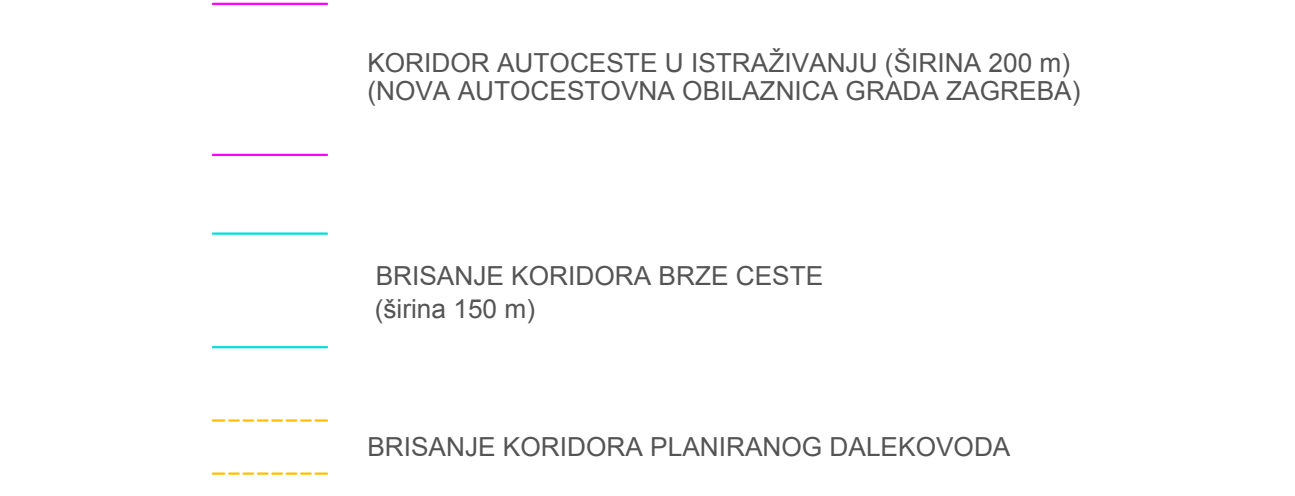 KORIDOR AUTOCESTE U ISTRAŽIVANJU (ŠIRINA 200 m)
(NOVA AUTOCESTOVNA OBILAZNICA GRADA ZAGREBA)
BRISANJE KORIDORA BRZE CESTE
(širina 150 m)
BRISANJE KORIDORA PLANIRANOG DALEKOVODA